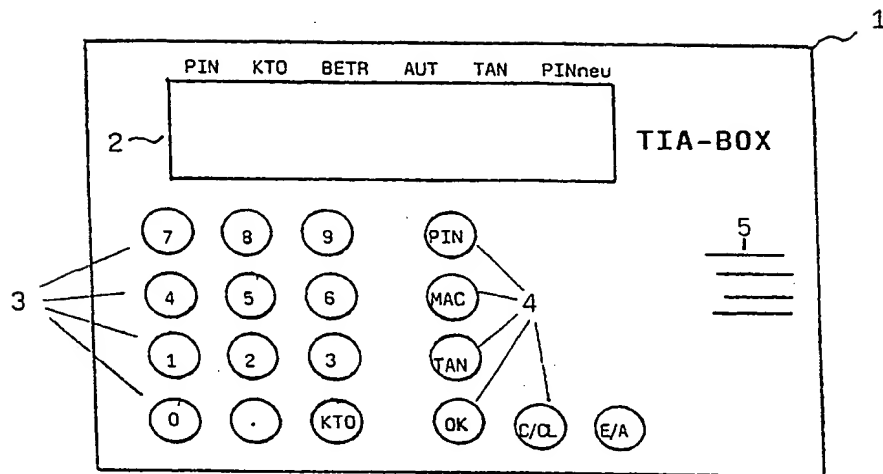 1
PIN KTO BETR AUT TAN PINneu
2
TIA-BOX
7 8 9 PIN 5
3 4 5 6 MAC 4
1 2 3 TAN
0 . KTO OK C/CL E/A